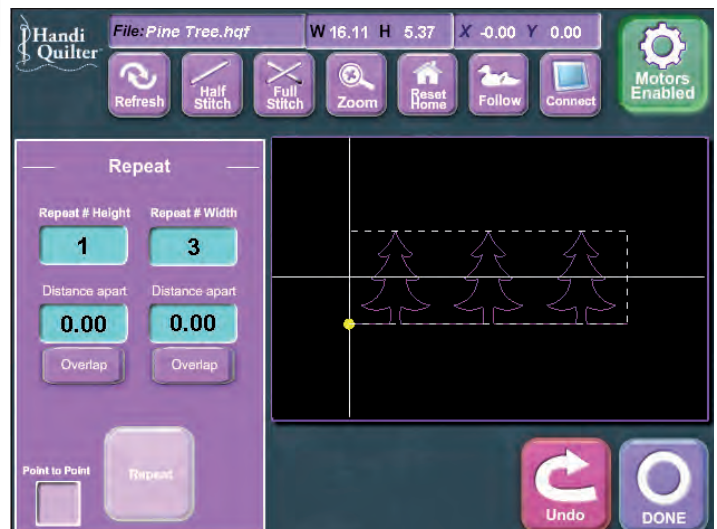 Handi Quilter
File: Pine Tree.hqf W 16.11 H 5.37 X -0.00 Y 0.00
Refresh
Half Stitch
Full Stitch
Zoom
Reset Home
Follow
Connect
Motors Enabled
Repeat
Repeat # Height Repeat # Width
1 3
Distance apart Distance apart
0.00 0.00
Overlap Overlap
Point to Point
Repeat
Undo
DONE